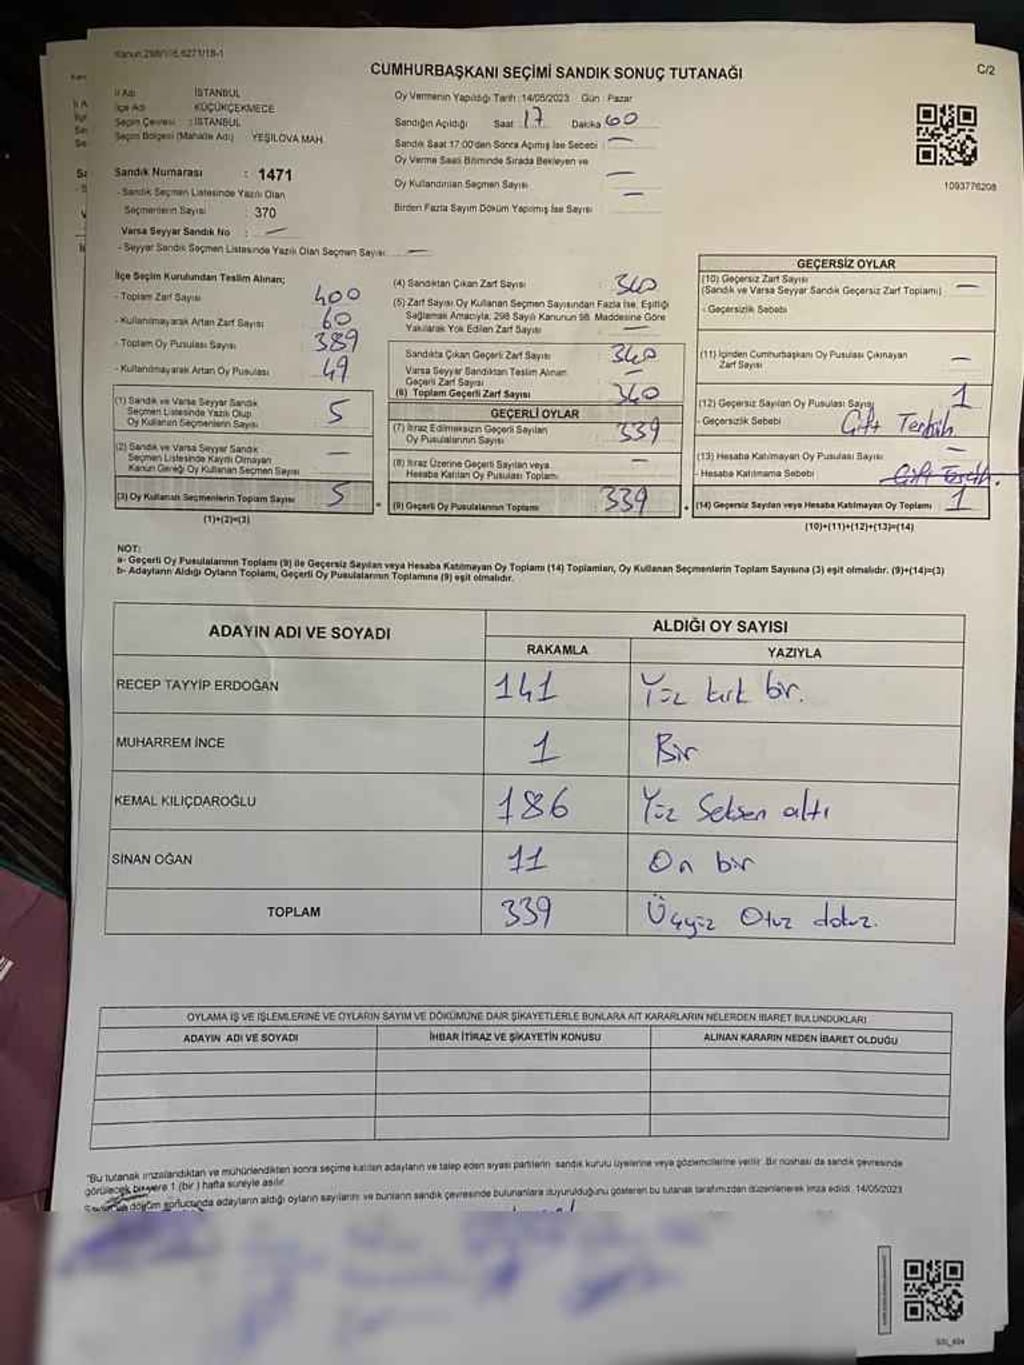 CUMHURBAŞKANI SEÇİMİ SANDIK SONUÇ TUTANAĞI
C/2
İl Adı : İSTANBUL
İlçe Adı : KÜÇÜKÇEKMECE
Seçim Çevresi : İSTANBUL
Seçim Bölgesi (Mahalle Adı) YEŞİLOVA MAH
Sandık Numarası : 1471
- Sandık Seçmen Listesinde Yazılı Olan
Seçmenlerin Sayısı : 370
Varsa Seyyar Sandık No : —
- Seyyar Sandık Seçmen Listesinde Yazılı Olan Seçmen Sayısı : —
Oy Vermenin Yapıldığı Tarih :14/05/2023 Gün : Pazar
Sandığın Açıldığı Saat : 17 Dakika 00
Sandık Saat 17.00'den Sonra Açılmış İse Sebebi : —
Oy Verme Saati Bitiminde Sırada Bekleyen ve
Oy Kullandırılan Seçmen Sayısı —
Birden Fazla Sayım Döküm Yapılmış İse Sayısı —
1093776208
İlçe Seçim Kurulundan Teslim Alınan;
- Toplam Zarf Sayısı : 400
- Kullanılmayarak Artan Zarf Sayısı : 60
- Toplam Oy Pusulası Sayısı : 389
- Kullanılmayarak Artan Oy Pusulası : 49
(1) Sandık ve Varsa Seyyar Sandık
Seçmen Listesinde Yazılı Olup
Oy Kullanan Seçmenlerin Sayısı 5
(2) Sandık ve Varsa Seyyar Sandık
Seçmen Listesinde Kayıtlı Olmayan
Kanun Gereği Oy Kullanan Seçmen Sayısı —
(3) Oy Kullanan Seçmenlerin Toplam Sayısı 5
(1)+(2)=(3)
(4) Sandıktan Çıkan Zarf Sayısı : 340
(5) Zarf Sayısı Oy Kullanan Seçmen Sayısından Fazla İse, Eşitliği
Sağlamak Amacıyla, 298 Sayılı Kanunun 98. Maddesine Göre
Yakılarak Yok Edilen Zarf Sayısı : —
Sandıkta Çıkan Geçerli Zarf Sayısı : 340
Varsa Seyyar Sandıktan Teslim Alınan
Geçerli Zarf Sayısı : —
(6) Toplam Geçerli Zarf Sayısı : 340
GEÇERLİ OYLAR
(7) İtiraz Edilmeksizin Geçerli Sayılan
Oy Pusulalarının Sayısı : 339
(8) İtiraz Üzerine Geçerli Sayılan veya
Hesaba Katılan Oy Pusulası Toplamı —
(9) Geçerli Oy Pusulalarının Toplamı : 339
GEÇERSİZ OYLAR
(10) Geçersiz Zarf Sayısı
(Sandık ve Varsa Seyyar Sandık Geçersiz Zarf Toplamı) —
- Geçersizlik Sebebi :
(11) İçinden Cumhurbaşkanı Oy Pusulası Çıkmayan
Zarf Sayısı : —
(12) Geçersiz Sayılan Oy Pusulası Sayısı : 1
- Geçersizlik Sebebi : Çift Tercih
(13) Hesaba Katılmayan Oy Pusulası Sayısı : —
- Hesaba Katılmama Sebebi : Çift Tercih.
(14) Geçersiz Sayılan veya Hesaba Katılmayan Oy Toplamı 1
(10)+(11)+(12)+(13)=(14)
NOT:
a- Geçerli Oy Pusulalarının Toplamı (9) ile Geçersiz Sayılan veya Hesaba Katılmayan Oy Toplamı (14) Toplamları, Oy Kullanan Seçmenlerin Toplam Sayısına (3) eşit olmalıdır. (9)+(14)=(3)
b- Adayların Aldığı Oyların Toplamı, Geçerli Oy Pusulalarının Toplamına (9) eşit olmalıdır.
ADAYIN ADI VE SOYADI
ALDIĞI OY SAYISI
RAKAMLA YAZIYLA
RECEP TAYYİP ERDOĞAN 141 Yüz kırk bir.
MUHARREM İNCE 1 Bir
KEMAL KILIÇDAROĞLU 186 Yüz Seksen altı
SİNAN OĞAN 11 On bir
TOPLAM 339 Üçyüz Otuz dokuz.
OYLAMA İŞ VE İŞLEMLERİNE VE OYLARIN SAYIM VE DÖKÜMÜNE DAİR ŞİKAYETLERLE BUNLARA AİT KARARLARIN NELERDEN İBARET BULUNDUKLARI
ADAYIN ADI VE SOYADI İHBAR İTİRAZ VE ŞİKAYETİN KONUSU ALINAN KARARIN NEDEN İBARET OLDUĞU
"Bu tutanak imzalandıktan ve mühürlendikten sonra seçime katılan adayların ve talep eden siyasi partilerin sandık kurulu üyelerine veya gözlemcilerine verilir. Bir nüshası da sandık çevresinde
görülecek bir yere 1 (bir ) hafta süreyle asılır.
döküm sonucunda adayların aldığı oyların sayılarını ve bunların sandık çevresinde bulunanlara duyurulduğunu gösteren bu tutanak tarafımızdan düzenlenerek imza edildi. 14/05/2023